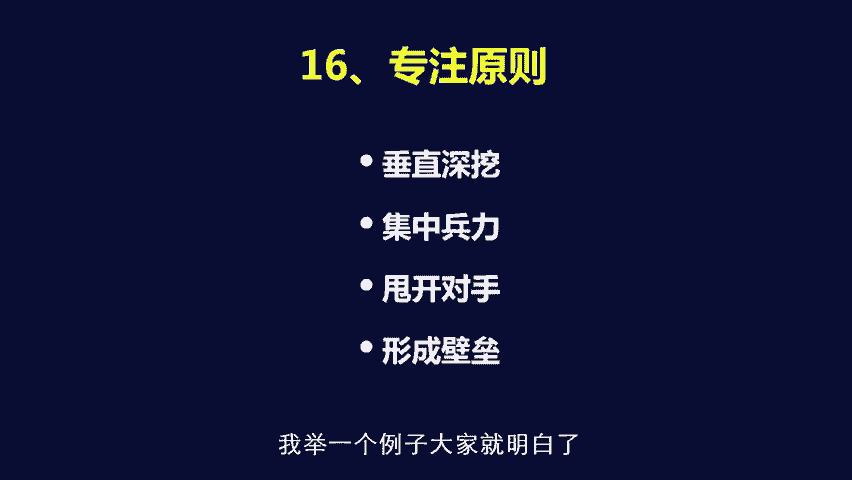 16、专注原则
• 垂直深挖
• 集中兵力
• 甩开对手
• 形成壁垒
我举一个例子大家就明白了